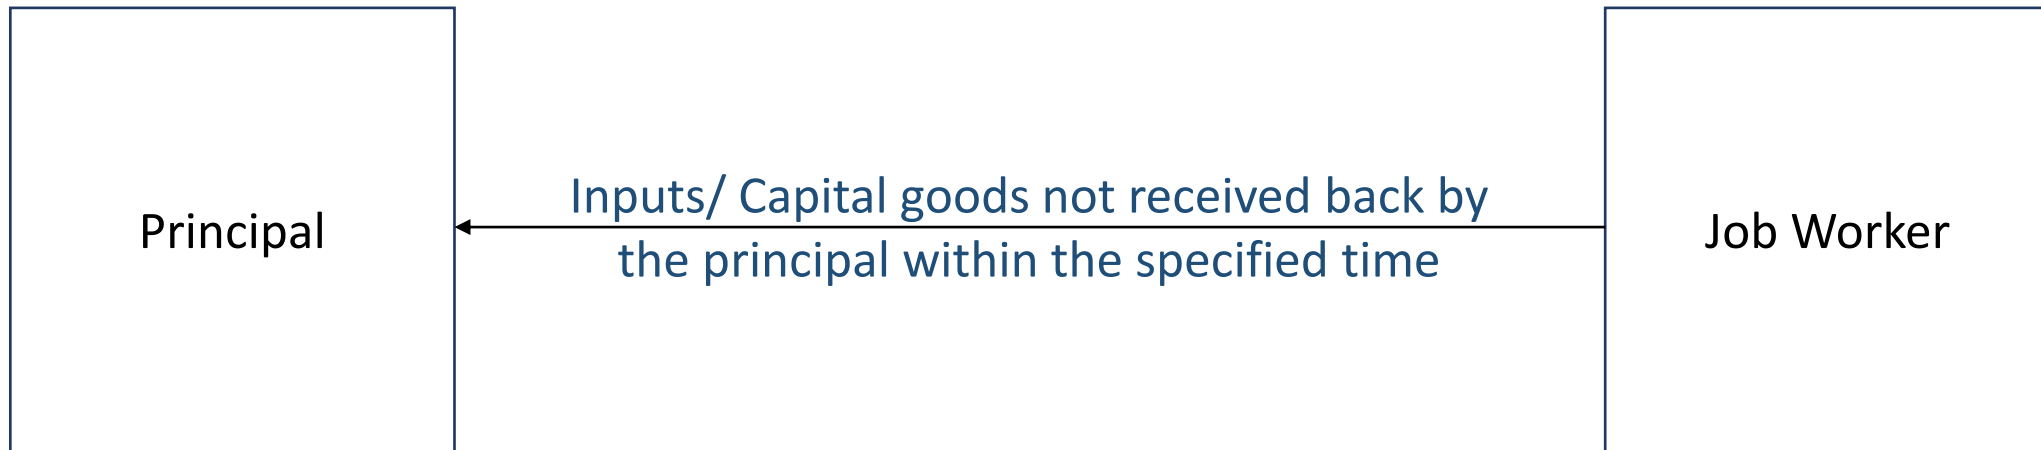 Principal
Inputs/ Capital goods not received back by
the principal within the specified time
Job Worker